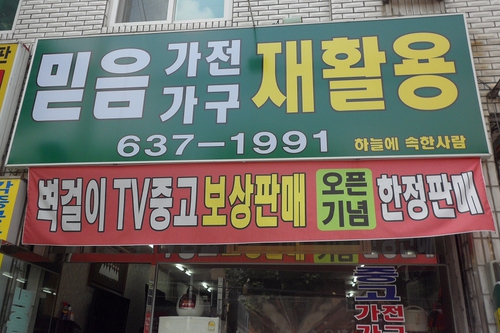 믿음 가전 가구 재활용
637-1991 하늘에 속한사람
벽걸이 TV중고 보상판매 오픈 기념 한정판매
중고
가전
가구